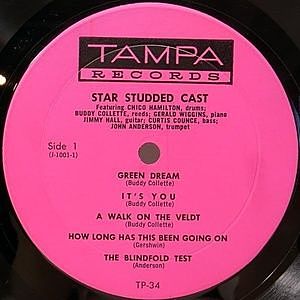 TAMPA
RECORDS
STAR STUDDED CAST
Featuring CHICO HAMILTON, drums;
BUDDY COLLETTE, reeds; GERALD WIGGINS, piano
JIMMY HALL, guitar; CURTIS COUNCE, bass;
JOHN ANDERSON, trumpet
Side 1
(J-1003-1)
GREEN DREAM
(Buddy Collette)
IT'S YOU
(Buddy Collette)
A WALK ON THE VELDT
(Buddy Collette)
HOW LONG HAS THIS BEEN GOING ON
(Gershwin)
THE BLINDFOLD TEST
(Anderson)
TP-34